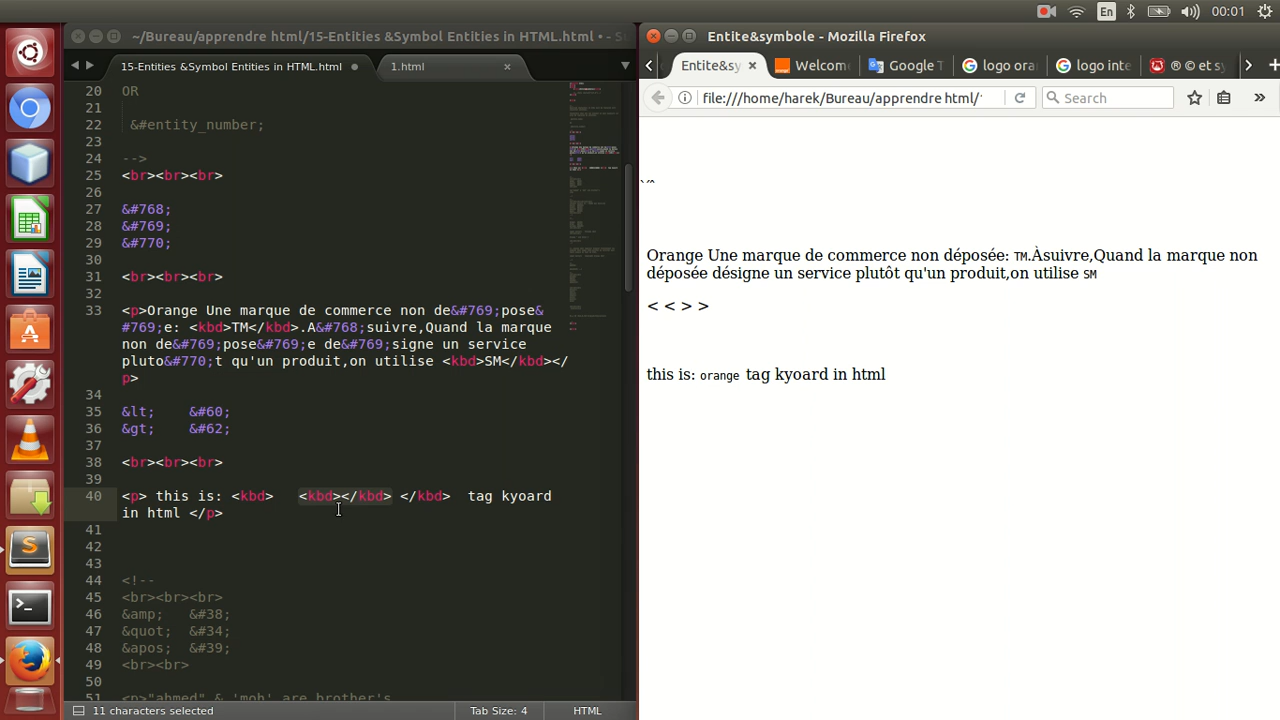 En
00:01
~/Bureau/apprendre html/15-Entities &Symbol Entities in HTML.html • - S
15-Entities &Symbol Entities in HTML.html
1.html
20 OR
21
22 &#entity_number;
23
24 -->
25 <br><br><br>
26
27 &#768;
28 &#769;
29 &#770;
30
31 <br><br><br>
32
33 <p>Orange Une marque de commerce non de&#769;pose&
#769;e: <kbd>TM</kbd>.A&#768;suivre,Quand la marque
non de&#769;pose&#769;e de&#769;signe un service
pluto&#770;t qu'un produit,on utilise <kbd>SM</kbd></
p>
34
35 &lt; &#60;
36 &gt; &#62;
37
38 <br><br><br>
39
40 <p> this is: <kbd> <kbd></kbd> </kbd> tag kyoard
in html </p>
41
42
43
44 <!--
45 <br><br><br>
46 &amp; &#38;
47 &quot; &#34;
48 &apos; &#39;
49 <br><br>
50
51 <p>"ahmed" & 'moh' are brother's
11 characters selected
Tab Size: 4
HTML
Entite&symbole - Mozilla Firefox
Entite&sy
Welcom
Google T
logo ora
logo inte
® © et sy
file:///home/harek/Bureau/apprendre html/
Search
Orange Une marque de commerce non déposée: TM.Àsuivre,Quand la marque non
déposée désigne un service plutôt qu'un produit,on utilise SM
< < > >
this is: orange tag kyoard in html